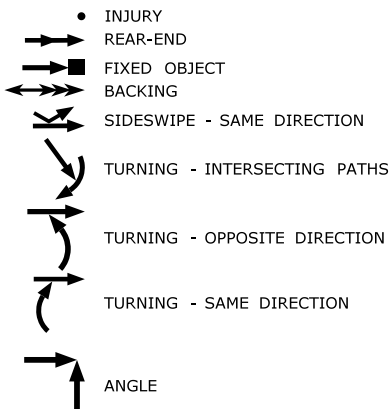 INJURY
REAR-END
FIXED OBJECT
BACKING
SIDESWIPE - SAME DIRECTION
TURNING - INTERSECTING PATHS
TURNING - OPPOSITE DIRECTION
TURNING - SAME DIRECTION
ANGLE